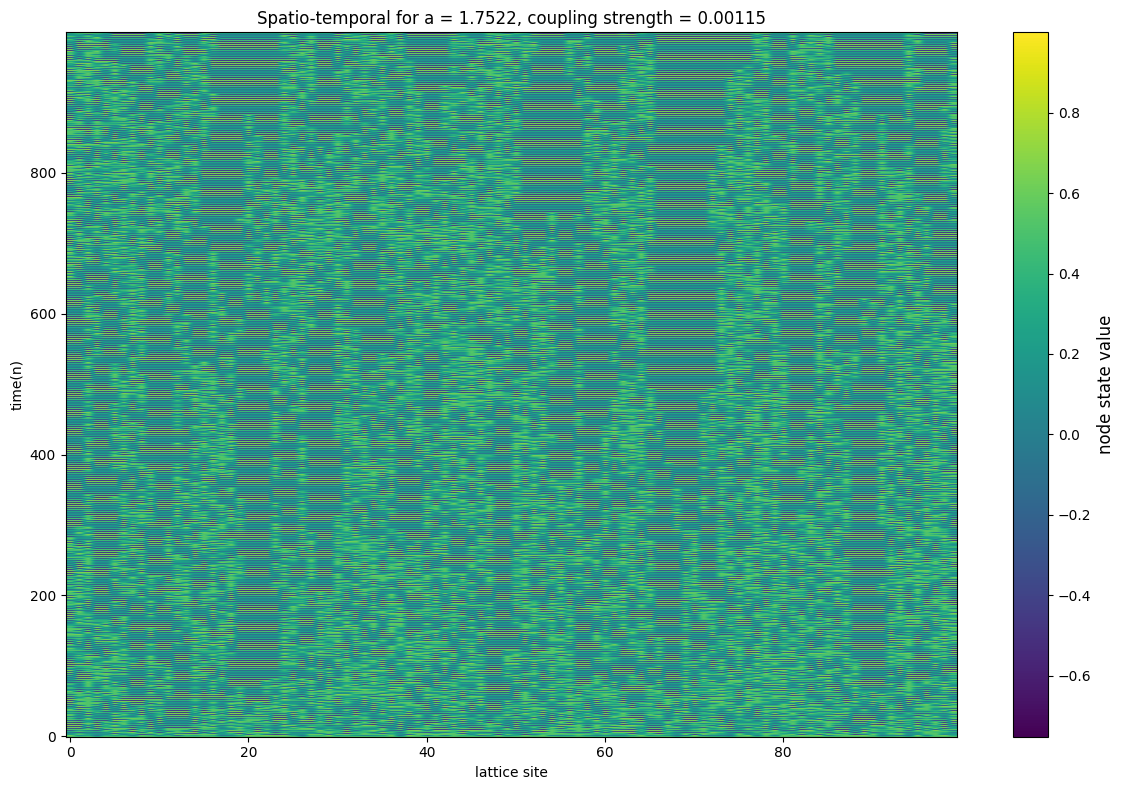 Spatio-temporal for a = 1.7522, coupling strength = 0.00115
time(n)
800
600
400
200
0
0 20 40 60 80
lattice site
0.8
0.6
0.4
0.2
0.0
−0.2
−0.4
−0.6
node state value